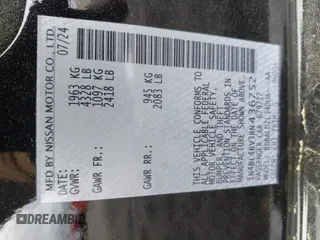 MFD BY NISSAN MOTOR CO., LTD.
DATE: 07/24
GVWR: 1963 KG
4328 LB
GAWR FR.: 1097 KG
2418 LB
GAWR RR.: 945 KG
2083 LB
THIS VEHICLE CONFORMS TO
ALL APPLICABLE FEDERAL
MOTOR VEHICLE SAFETY,
BUMPER, AND THEFT
PREVENTION STANDARDS IN
EFFECT ON THE DATE OF
MANUFACTURE SHOWN ABOVE.
PASSENGER CAR
DREAMBID